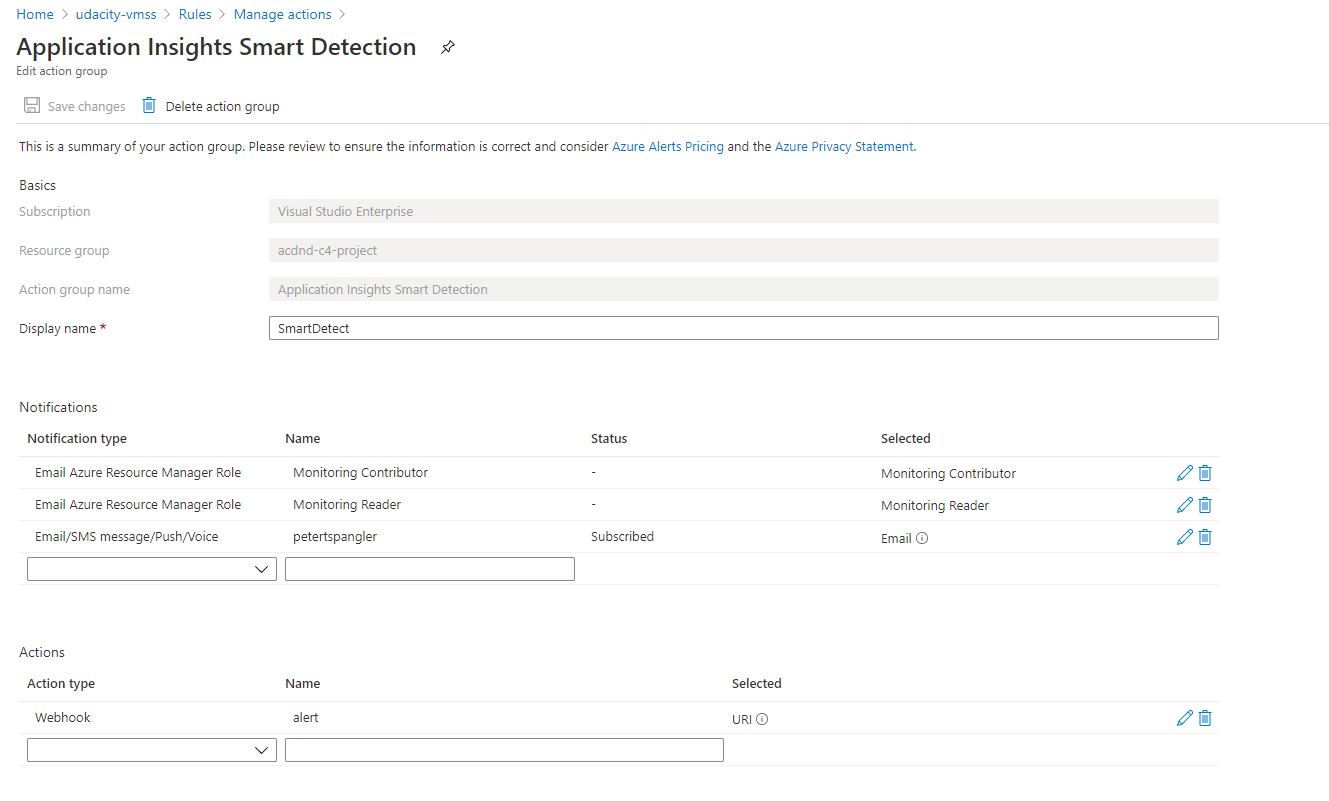 Home > udacity-vmss > Rules > Manage actions >
Application Insights Smart Detection
Edit action group
Save changes Delete action group
This is a summary of your action group. Please review to ensure the information is correct and consider Azure Alerts Pricing and the Azure Privacy Statement.
Basics
Subscription Visual Studio Enterprise
Resource group acdnd-c4-project
Action group name Application Insights Smart Detection
Display name * SmartDetect
Notifications
Notification type Name Status Selected
Email Azure Resource Manager Role Monitoring Contributor - Monitoring Contributor
Email Azure Resource Manager Role Monitoring Reader - Monitoring Reader
Email/SMS message/Push/Voice petertspangler Subscribed Email
Actions
Action type Name Selected
Webhook alert URI